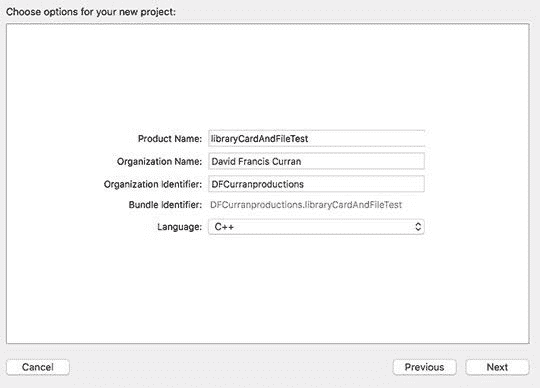 Choose options for your new project:
Product Name: libraryCardAndFileTest
Organization Name: David Francis Curran
Organization Identifier: DFCurranproductions
Bundle Identifier: DFCurranproductions.libraryCardAndFileTest
Language: C++
Cancel Previous Next